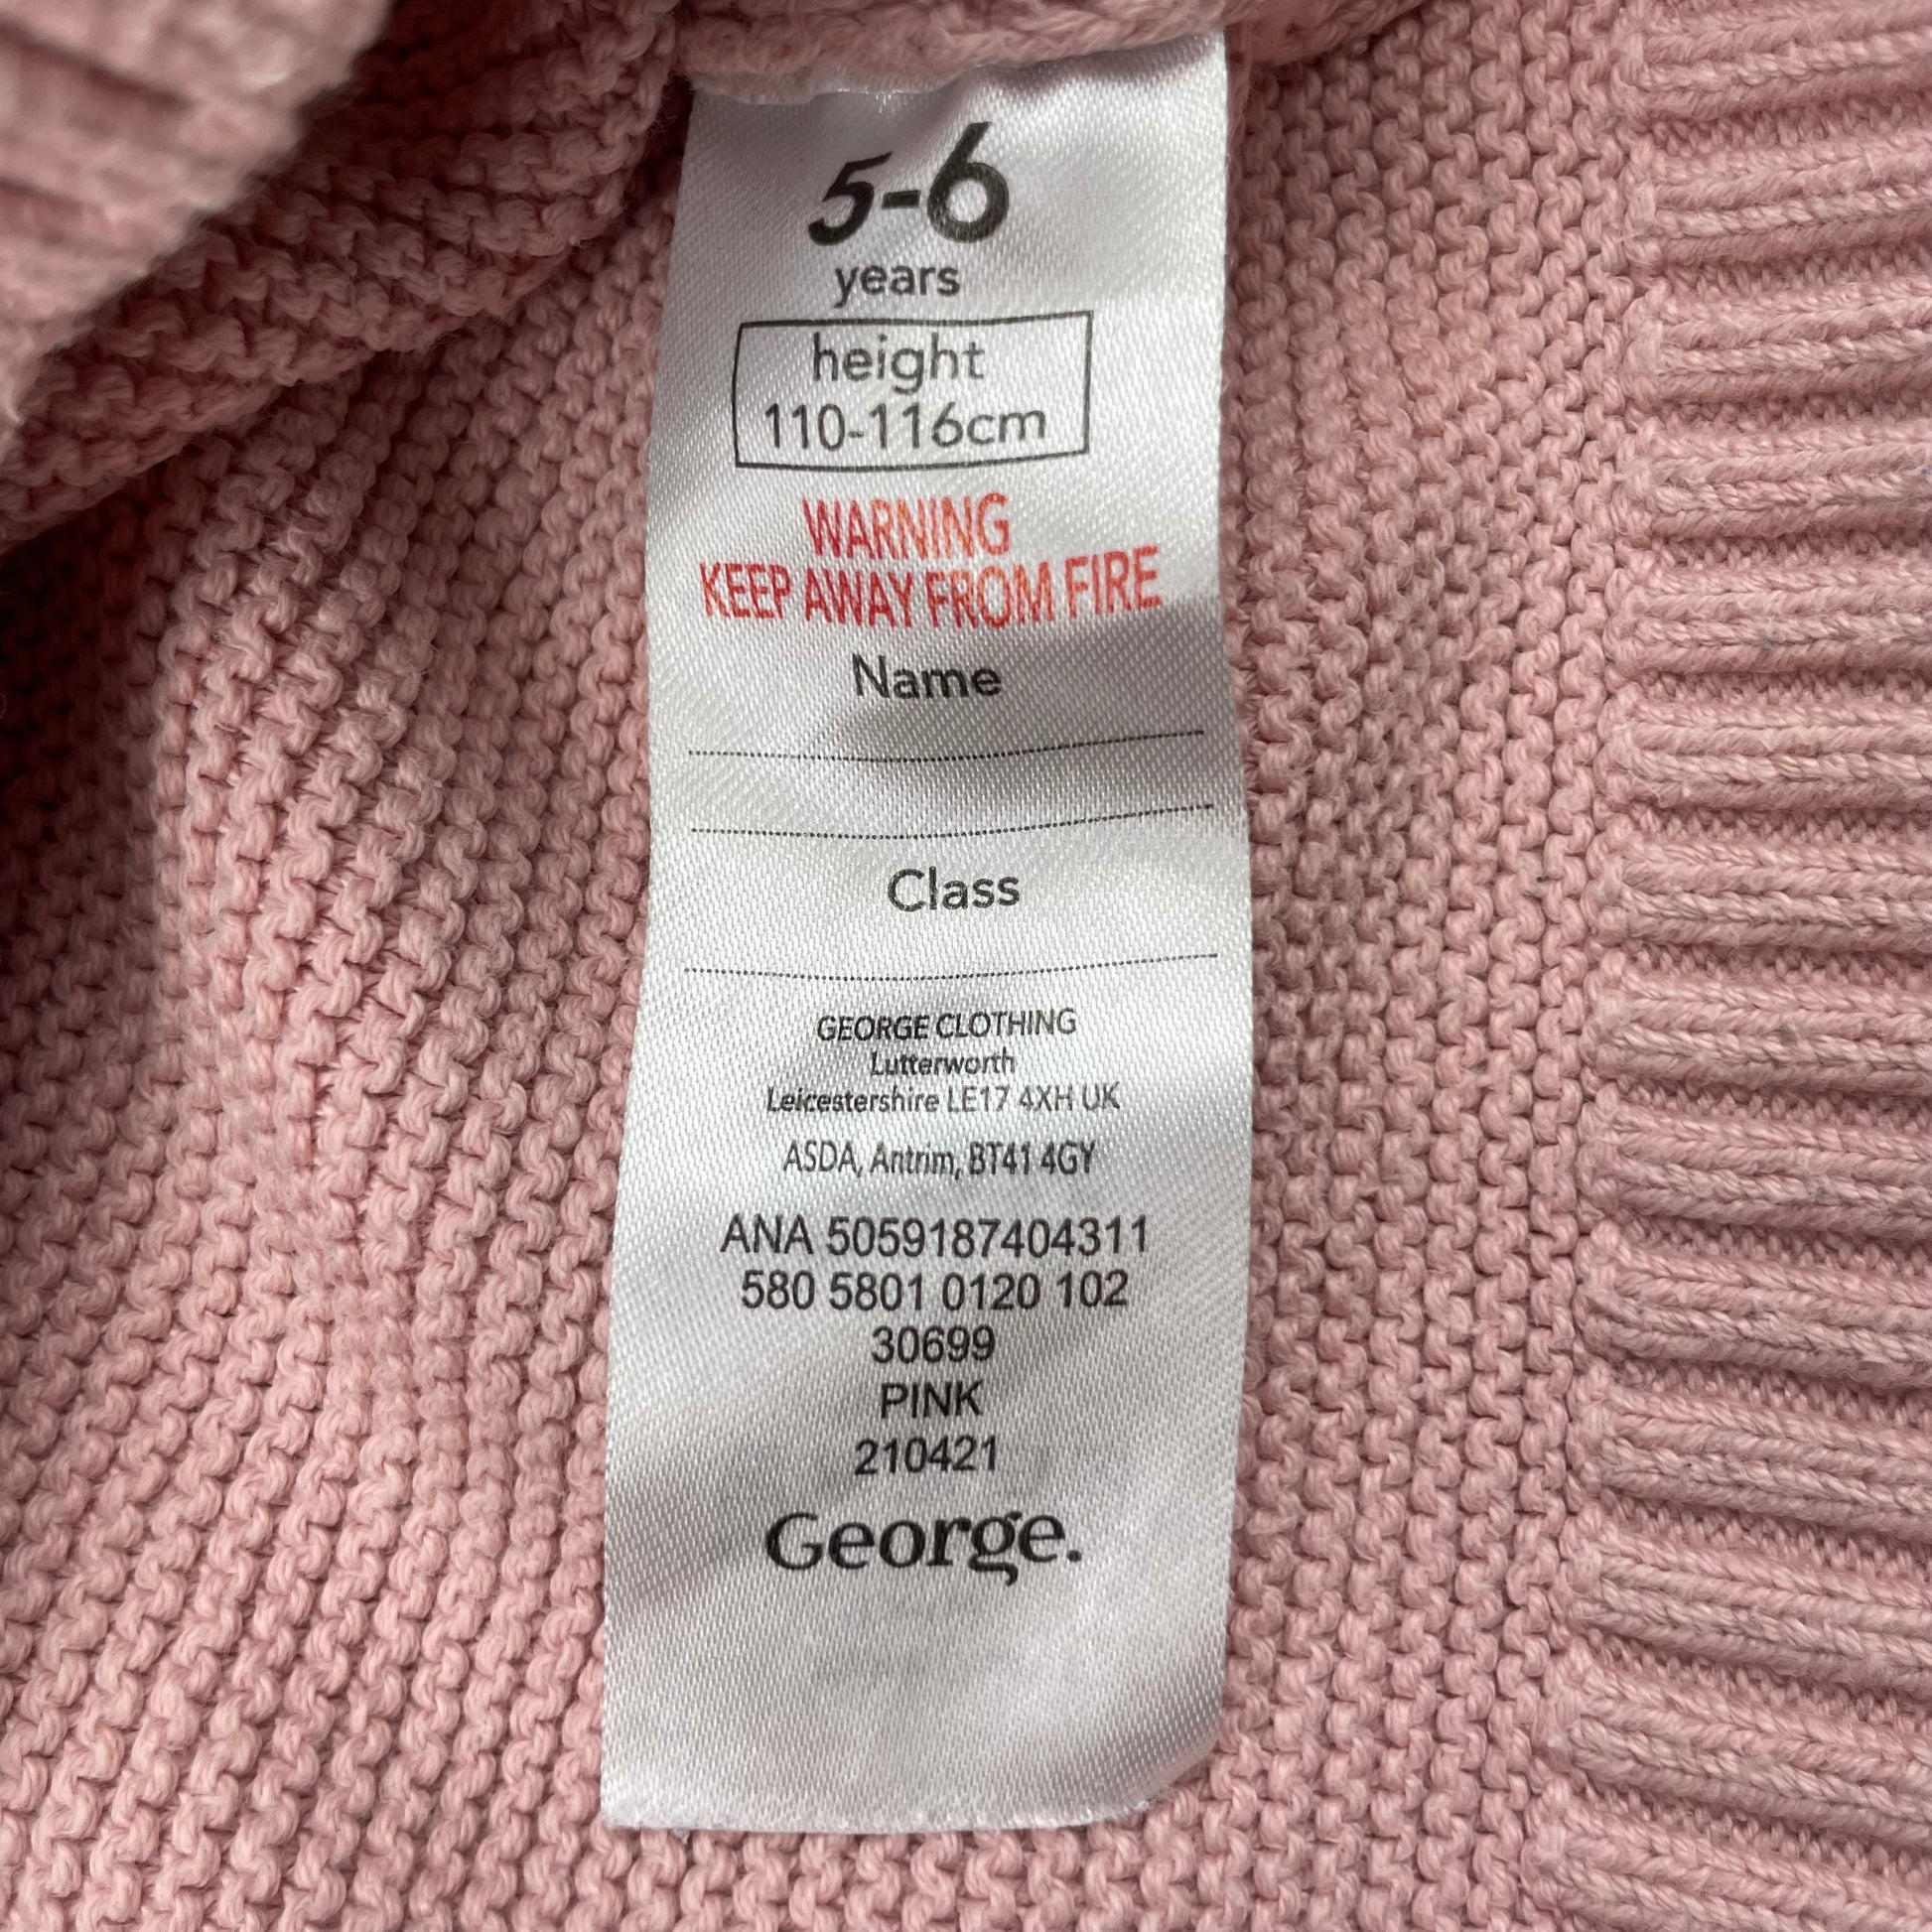 5-6
years
height
110-116cm
WARNING
KEEP AWAY FROM FIRE
Name
Class
GEORGE CLOTHING
Lutterworth
Leicestershire LE17 4XH UK
ASDA, Antrim, BT41 4GY
ANA 5059187404311
580 5801 0120 102
30699
PINK
210421
George.